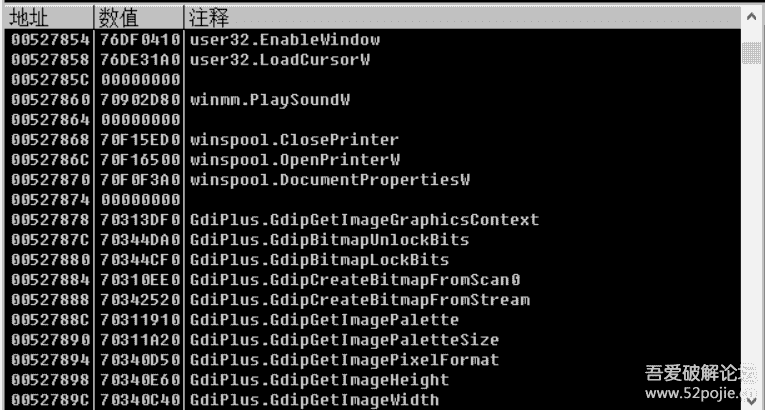 地址 数值 注释
00527854 76DF0410 user32.EnableWindow
00527858 76DE31A0 user32.LoadCursorW
0052785C 00000000
00527860 70902D80 winmm.PlaySoundW
00527864 00000000
00527868 70F15ED0 winspool.ClosePrinter
0052786C 70F16500 winspool.OpenPrinterW
00527870 70F0F3A0 winspool.DocumentPropertiesW
00527874 00000000
00527878 70313DF0 GdiPlus.GdipGetImageGraphicsContext
0052787C 70344DA0 GdiPlus.GdipBitmapUnlockBits
00527880 70344CF0 GdiPlus.GdipBitmapLockBits
00527884 70310EE0 GdiPlus.GdipCreateBitmapFromScan0
00527888 70342520 GdiPlus.GdipCreateBitmapFromStream
0052788C 70311910 GdiPlus.GdipGetImagePalette
00527890 70311A20 GdiPlus.GdipGetImagePaletteSize
00527894 70340D50 GdiPlus.GdipGetImagePixelFormat
00527898 70340E60 GdiPlus.GdipGetImageHeight
0052789C 70340C40 GdiPlus.GdipGetImageWidth
吾爱破解论坛
www.52pojie.cn